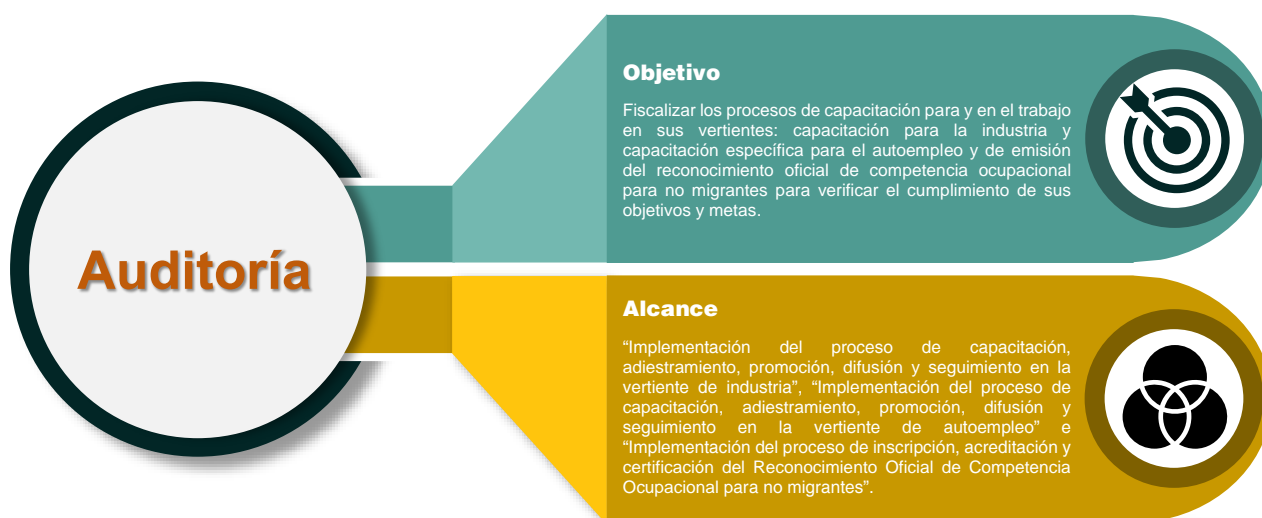 Auditoría
Objetivo
Fiscalizar los procesos de capacitación para y en el trabajo
en sus vertientes: capacitación para la industria y
capacitación específica para el autoempleo y de emisión
del reconocimiento oficial de competencia ocupacional
para no migrantes para verificar el cumplimiento de sus
objetivos y metas.
Alcance
“Implementación del proceso de capacitación,
adiestramiento, promoción, difusión y seguimiento en la
vertiente de industria”, “Implementación del proceso de
capacitación, adiestramiento, promoción, difusión y
seguimiento en la vertiente de autoempleo” e
“Implementación del proceso de inscripción, acreditación y
certificación del Reconocimiento Oficial de Competencia
Ocupacional para no migrantes”.